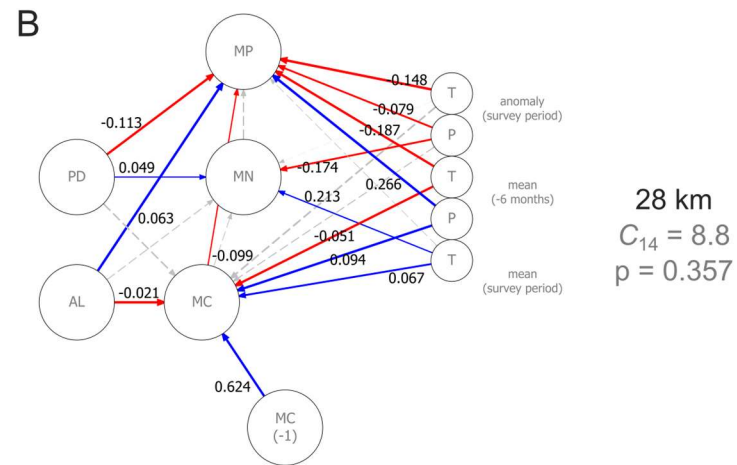 B
MP
-0.148
T
anomaly
(survey period)
-0.079
P
-0.113
-0.187
PD
0.049
MN
-0.174
T
mean
(-6 months)
0.266
0.213
P
0.063
-0.051
-0.099
0.094
T
mean
(survey period)
0.067
AL
-0.021
MC
0.624
MC
(-1)
28 km
C₁₄ = 8.8
p = 0.357